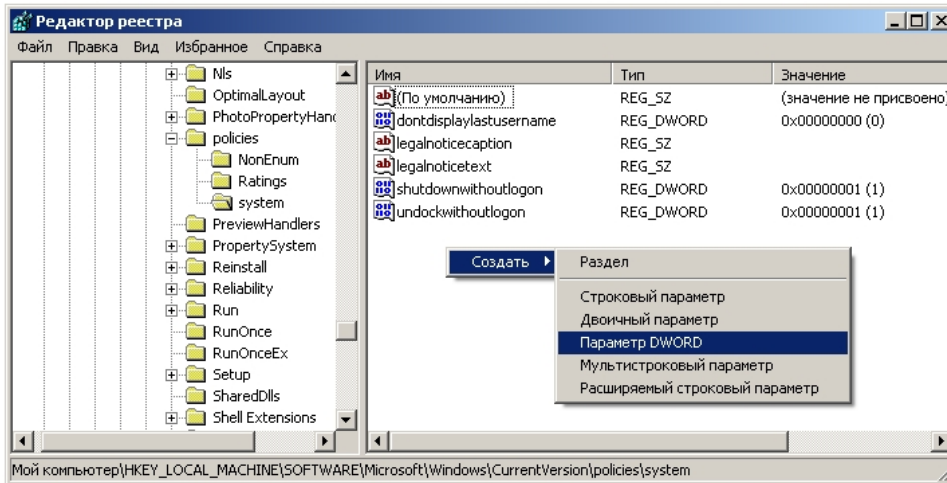 Редактор реестра
Файл Правка Вид Избранное Справка
Nls
OptimalLayout
PhotoPropertyHand
policies
NonEnum
Ratings
system
PreviewHandlers
PropertySystem
Reinstall
Reliability
Run
RunOnce
RunOnceEx
Setup
SharedDlls
Shell Extensions
Имя Тип Значение
(По умолчанию) REG_SZ (значение не присвоено)
dontdisplaylastusername REG_DWORD 0x00000000 (0)
legalnoticecaption REG_SZ
legalnoticetext REG_SZ
shutdownwithoutlogon REG_DWORD 0x00000001 (1)
undockwithoutlogon REG_DWORD 0x00000001 (1)
Создать
Раздел
Строковый параметр
Двоичный параметр
Параметр DWORD
Мультистроковый параметр
Расширяемый строковый параметр
Мой компьютер\HKEY_LOCAL_MACHINE\SOFTWARE\Microsoft\Windows\CurrentVersion\policies\system